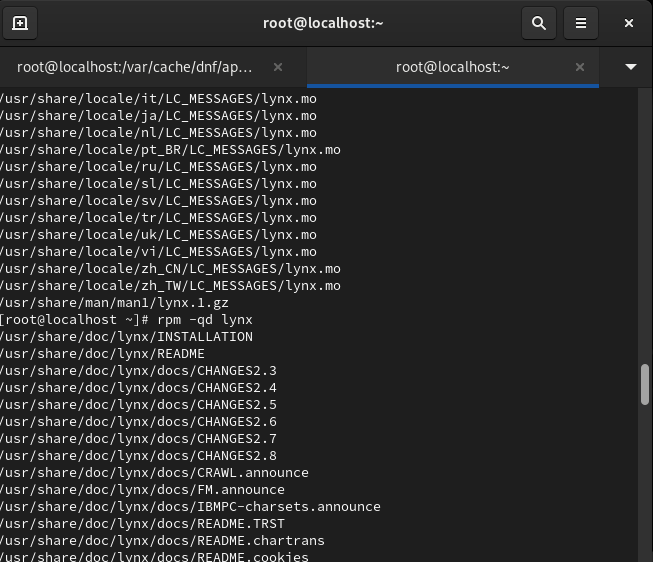 root@localhost:~
root@localhost:/var/cache/dnf/ap...
root@localhost:~
/usr/share/locale/it/LC_MESSAGES/lynx.mo
/usr/share/locale/ja/LC_MESSAGES/lynx.mo
/usr/share/locale/nl/LC_MESSAGES/lynx.mo
/usr/share/locale/pt_BR/LC_MESSAGES/lynx.mo
/usr/share/locale/ru/LC_MESSAGES/lynx.mo
/usr/share/locale/sl/LC_MESSAGES/lynx.mo
/usr/share/locale/sv/LC_MESSAGES/lynx.mo
/usr/share/locale/tr/LC_MESSAGES/lynx.mo
/usr/share/locale/uk/LC_MESSAGES/lynx.mo
/usr/share/locale/vi/LC_MESSAGES/lynx.mo
/usr/share/locale/zh_CN/LC_MESSAGES/lynx.mo
/usr/share/locale/zh_TW/LC_MESSAGES/lynx.mo
/usr/share/man/man1/lynx.1.gz
[root@localhost ~]# rpm -qd lynx
/usr/share/doc/lynx/INSTALLATION
/usr/share/doc/lynx/README
/usr/share/doc/lynx/docs/CHANGES2.3
/usr/share/doc/lynx/docs/CHANGES2.4
/usr/share/doc/lynx/docs/CHANGES2.5
/usr/share/doc/lynx/docs/CHANGES2.6
/usr/share/doc/lynx/docs/CHANGES2.7
/usr/share/doc/lynx/docs/CHANGES2.8
/usr/share/doc/lynx/docs/CRAWL.announce
/usr/share/doc/lynx/docs/FM.announce
/usr/share/doc/lynx/docs/IBMPC-charsets.announce
/usr/share/doc/lynx/docs/README.TRST
/usr/share/doc/lynx/docs/README.chartrans
/usr/share/doc/lynx/docs/README.cookies